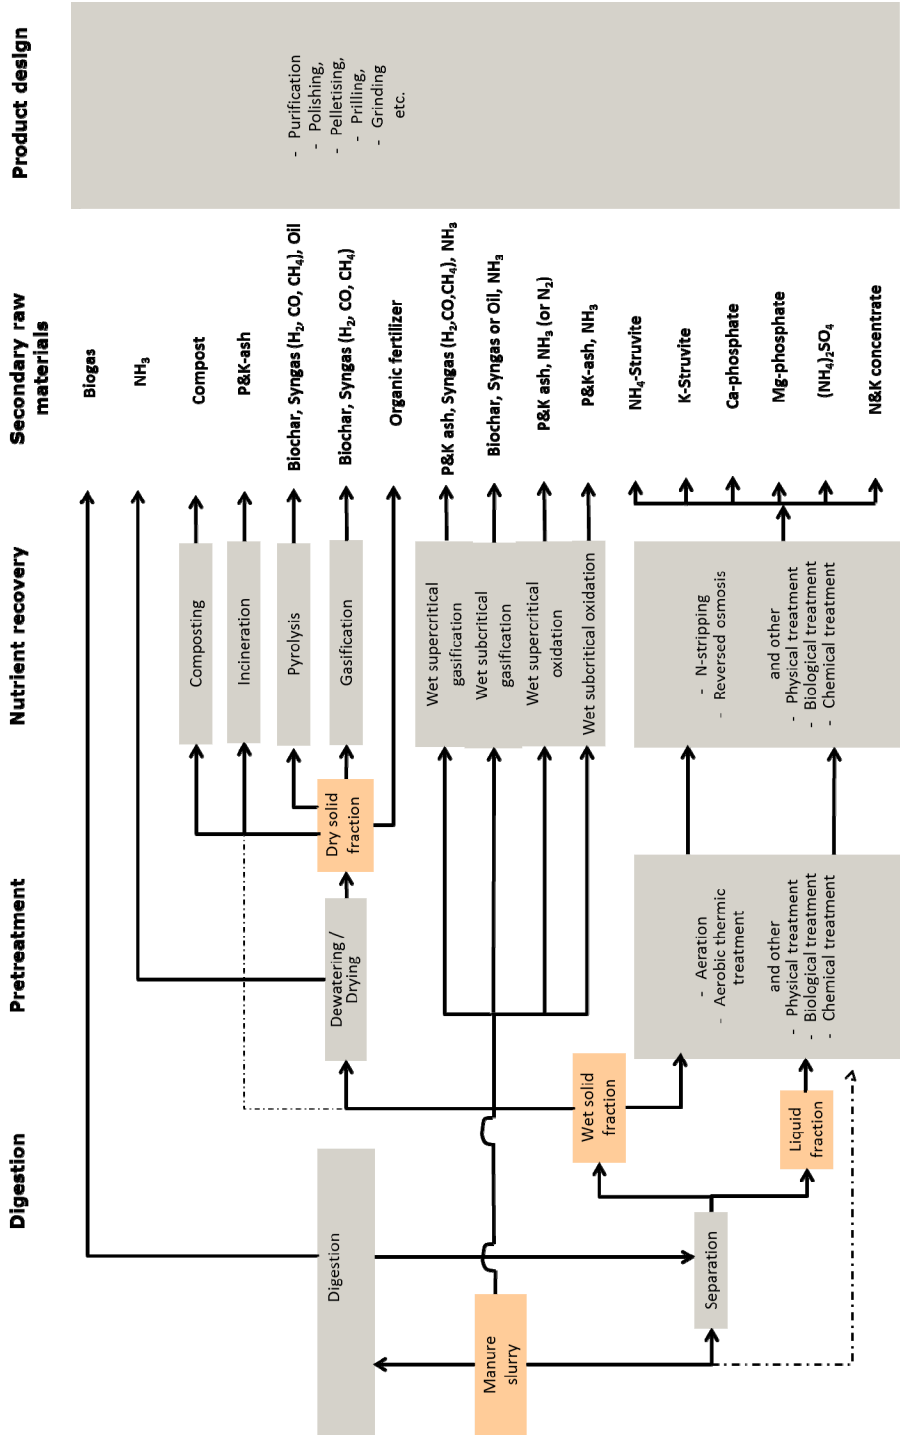 Digestion
Pretreatment
Nutrient recovery
Secondary raw
materials
Product design
Manure
slurry
Digestion
Separation
Wet solid
fraction
Liquid
fraction
Dewatering /
Drying
Dry solid
fraction
- Aeration
- Aerobic thermic
treatment
and other
- Physical treatment
- Biological treatment
- Chemical treatment
Composting
Incineration
Pyrolysis
Gasification
Wet supercritical
gasification
Wet subcritical
gasification
Wet supercritical
oxidation
Wet subcritical oxidation
- N-stripping
- Reversed osmosis
and other
- Physical treatment
- Biological treatment
- Chemical treatment
Biogas
NH₃
Compost
P&K-ash
Biochar, Syngas (H₂, CO, CH₄), Oil
Biochar, Syngas (H₂, CO, CH₄)
Organic fertilizer
P&K ash, Syngas (H₂,CO,CH₄), NH₃
Biochar, Syngas or Oil, NH₃
P&K ash, NH₃ (or N₂)
P&K-ash, NH₃
NH₄-Struvite
K-Struvite
Ca-phosphate
Mg-phosphate
(NH₄)₂SO₄
N&K concentrate
- Purification
- Polishing,
- Pelletising,
- Prilling,
- Grinding
etc.